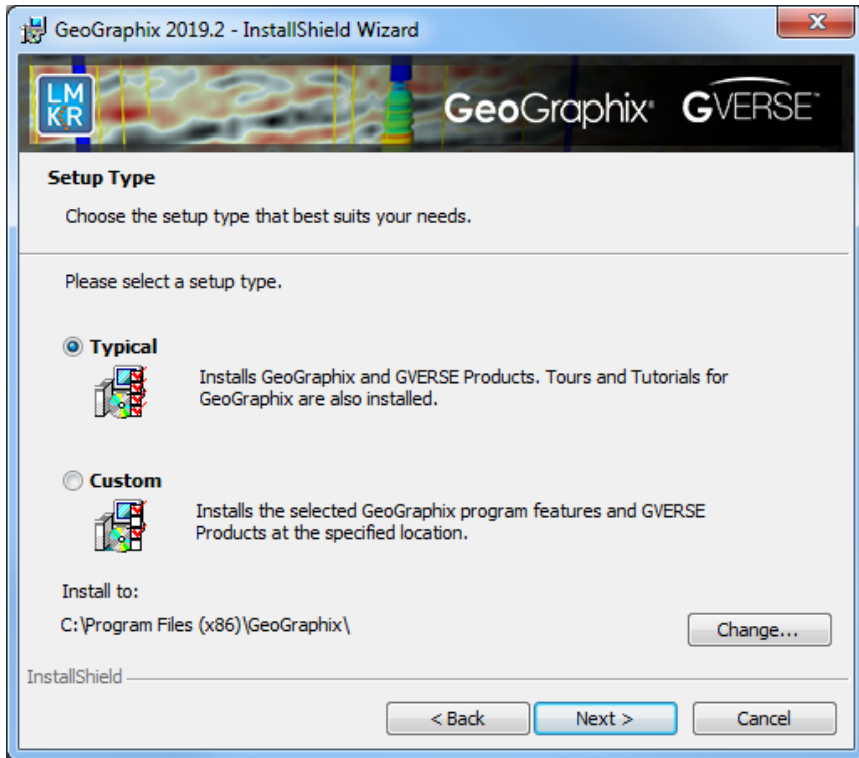 GeoGraphix 2019.2 - InstallShield Wizard
LM
KR
GeoGraphix® GVERSE™
Setup Type
Choose the setup type that best suits your needs.
Please select a setup type.
Typical
Installs GeoGraphix and GVERSE Products. Tours and Tutorials for
GeoGraphix are also installed.
Custom
Installs the selected GeoGraphix program features and GVERSE
Products at the specified location.
Install to:
C:\Program Files (x86)\GeoGraphix\
Change...
InstallShield
< Back
Next >
Cancel